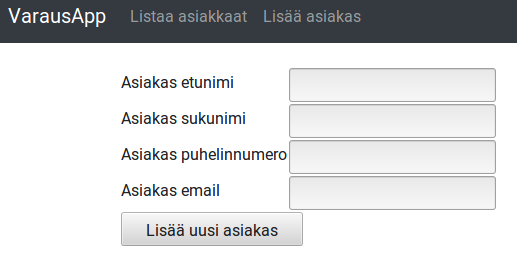 VarausApp Listaa asiakkaat Lisää asiakas
Asiakas etunimi
Asiakas sukunimi
Asiakas puhelinnumero
Asiakas email
Lisää uusi asiakas